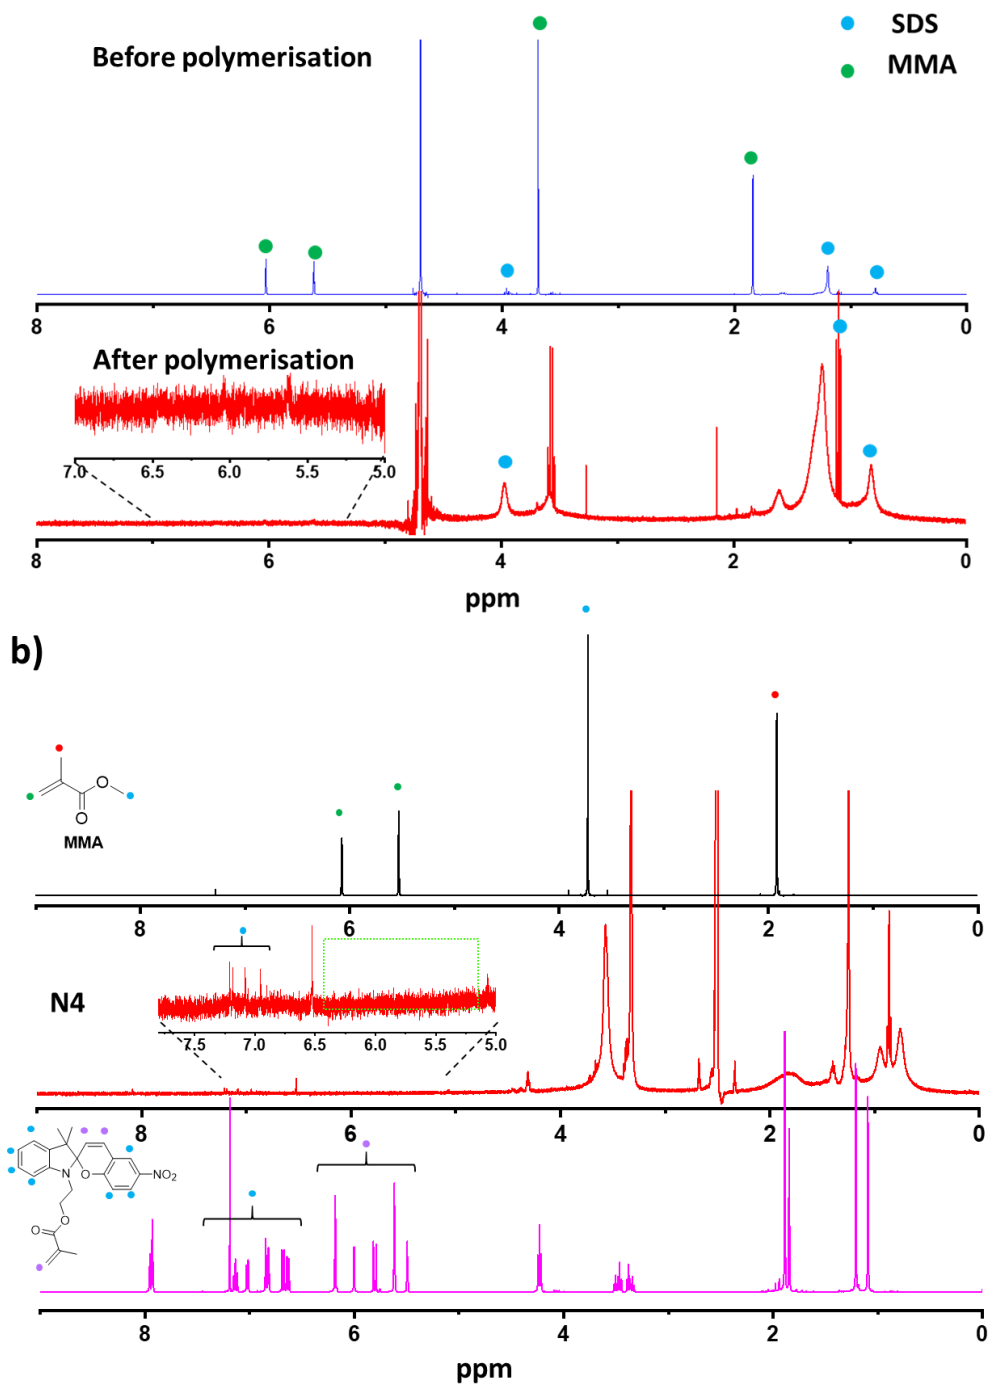 Before polymerisation
SDS
MMA
8 6 4 2 0
After polymerisation
7.0 6.5 6.0 5.5 5.0
8 6 4 2 0
ppm
b)
O
O
MMA
8 6 4 2 0
N4
7.5 7.0 6.5 6.0 5.5 5.0
8 6 4 2 0
N O NO2
O
O
8 6 4 2 0
ppm